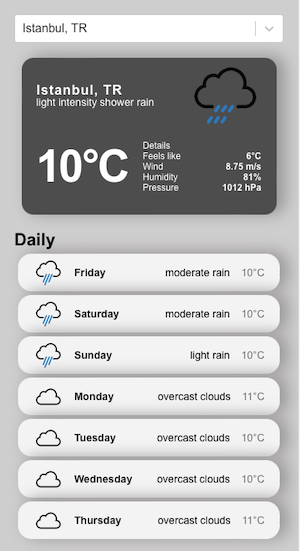 Istanbul, TR
Istanbul, TR
light intensity shower rain
10°C
Details
Feels like 6°C
Wind 8.75 m/s
Humidity 81%
Pressure 1012 hPa
Daily
Friday moderate rain 10°C
Saturday moderate rain 10°C
Sunday light rain 10°C
Monday overcast clouds 11°C
Tuesday overcast clouds 10°C
Wednesday overcast clouds 10°C
Thursday overcast clouds 11°C